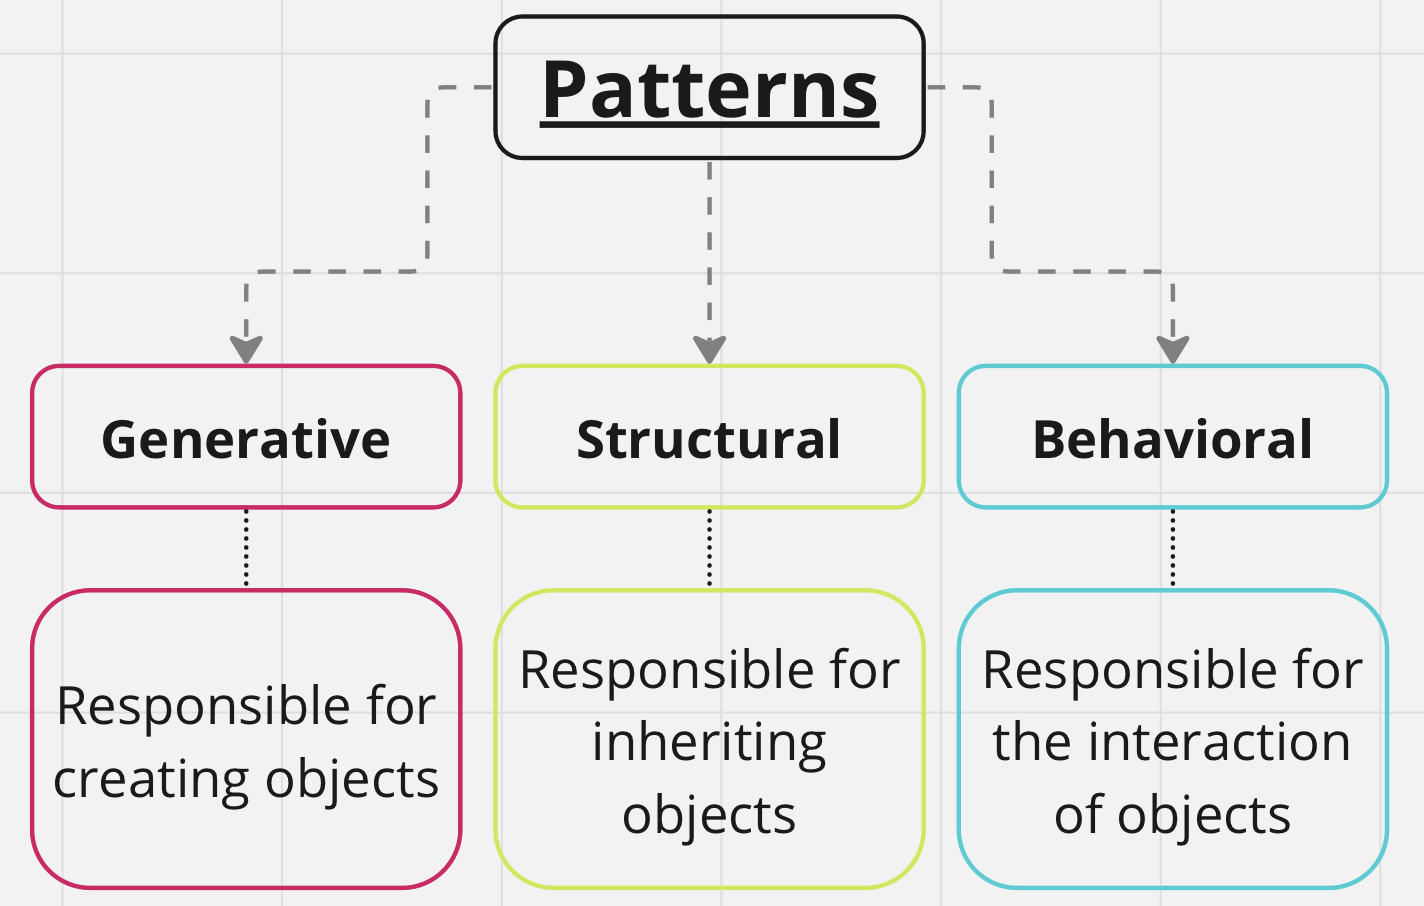 Patterns
Generative
Structural
Behavioral
Responsible for
creating objects
Responsible for
inheriting
objects
Responsible for
the interaction
of objects